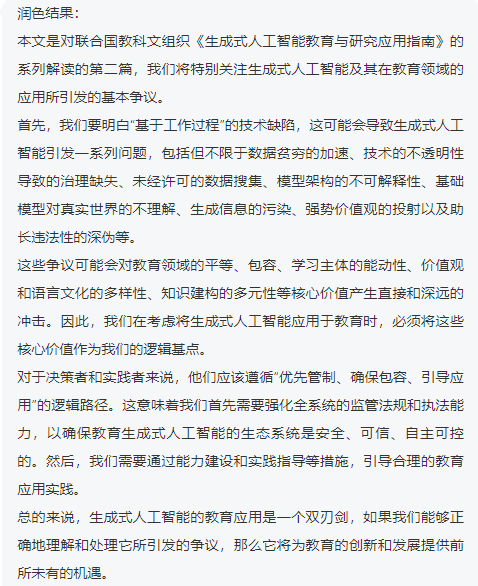 润色结果：
本文是对联合国教科文组织《生成式人工智能教育与研究应用指南》的
系列解读的第二篇，我们将特别关注生成式人工智能及其在教育领域的
应用所引发的基本争议。
首先，我们要明白“基于工作过程”的技术缺陷，这可能会导致生成式人工
智能引发一系列问题，包括但不限于数据贫穷的加速、技术的不透明性
导致的治理缺失、未经许可的数据搜集、模型架构的不可解释性、基础
模型对真实世界的不理解、生成信息的污染、强势价值观的投射以及助
长违法性的深伪等。
这些争议可能会对教育领域的平等、包容、学习主体的能动性、价值观
和语言文化的多样性、知识建构的多元性等核心价值产生直接和深远的
冲击。因此，我们在考虑将生成式人工智能应用于教育时，必须将这些
核心价值作为我们的逻辑基点。
对于决策者和实践者来说，他们应该遵循“优先管制、确保包容、引导应
用”的逻辑路径。这意味着我们首先需要强化全系统的监管法规和执法能
力，以确保教育生成式人工智能的生态系统是安全、可信、自主可控
的。然后，我们需要通过能力建设和实践指导等措施，引导合理的教育
应用实践。
总的来说，生成式人工智能的教育应用是一个双刃剑，如果我们能够正
确地理解和处理它所引发的争议，那么它将为教育的创新和发展提供前
所未有的机遇。